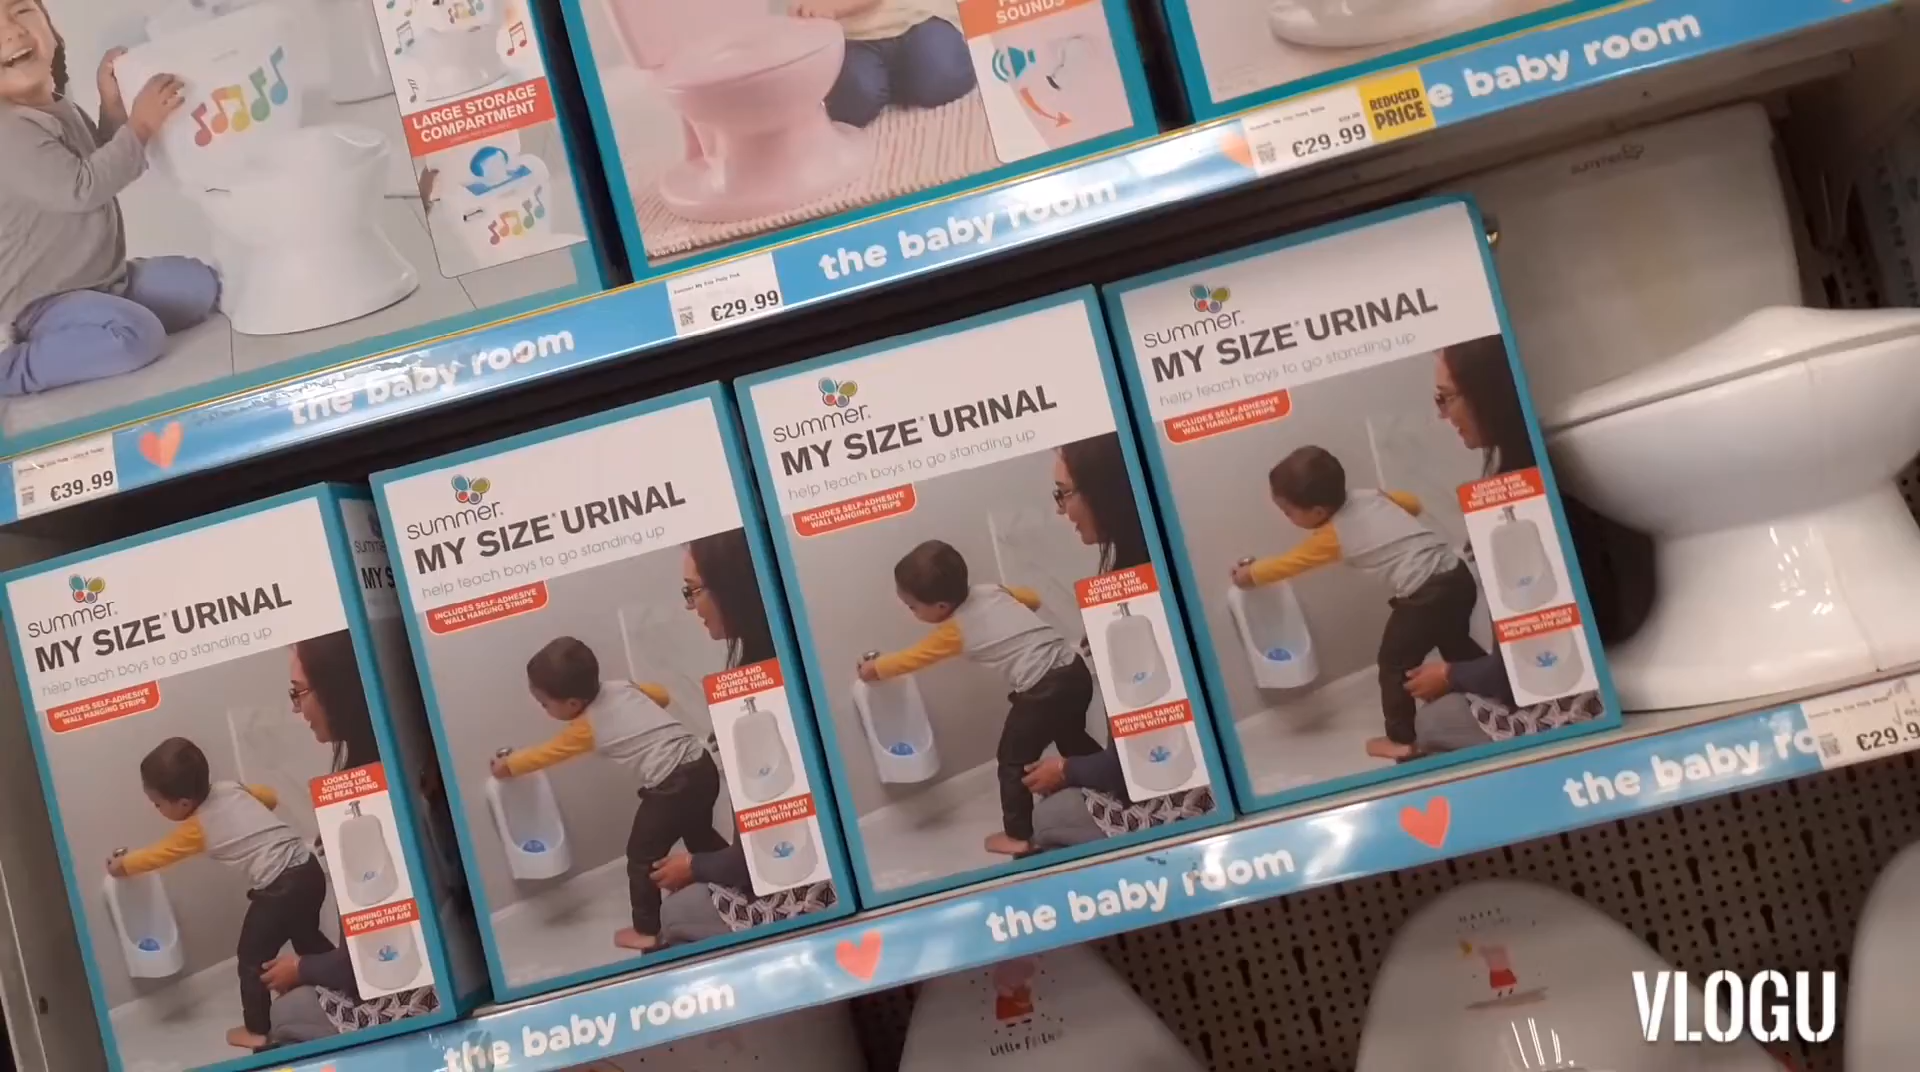 LARGE STORAGE
COMPARTMENT
SOUNDS
€29.99
REDUCED
PRICE
e baby room
the baby room
€29.99
the baby room
€39.99
summer
summer.
MY SIZE URINAL
help teach boys to go standing up
INCLUDES SELF-ADHESIVE
WALL HANGING STRIPS
LOOKS AND
SOUNDS LIKE
THE REAL THING
SPINNING TARGET
HELPS WITH AIM
MY S
summer.
MY SIZE URINAL
help teach boys to go standing up
INCLUDES SELF-ADHESIVE
WALL HANGING STRIPS
LOOKS AND
SOUNDS LIKE
THE REAL THING
SPINNING TARGET
HELPS WITH AIM
summer.
MY SIZE URINAL
help teach boys to go standing up
INCLUDES SELF-ADHESIVE
WALL HANGING STRIPS
LOOKS AND
SOUNDS LIKE
THE REAL THING
SPINNING TARGET
HELPS WITH AIM
summer.
MY SIZE URINAL
help teach boys to go standing up
INCLUDES SELF-ADHESIVE
WALL HANGING STRIPS
LOOKS AND
SOUNDS LIKE
THE REAL THING
SPINNING TARGET
HELPS WITH AIM
the baby ro
€29.9
the baby room
the baby room
VLOGU